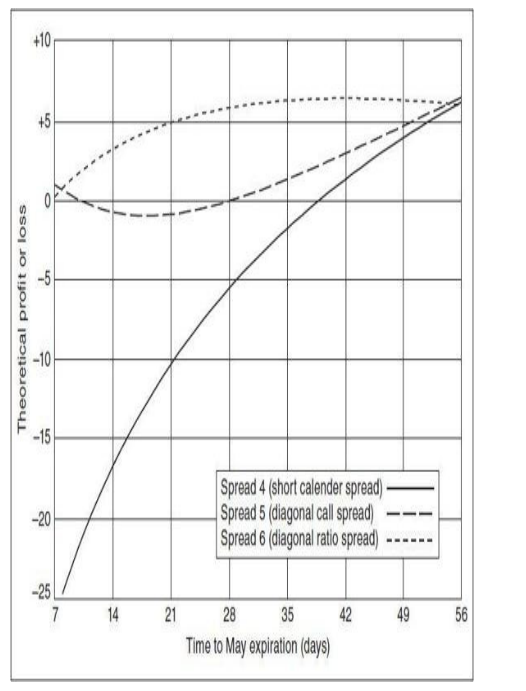 +10
+5
0
−5
−10
−15
−20
−25
Theoretical profit or loss
Spread 4 (short calender spread)
Spread 5 (diagonal call spread)
Spread 6 (diagonal ratio spread)
7 14 21 28 35 42 49 56
Time to May expiration (days)